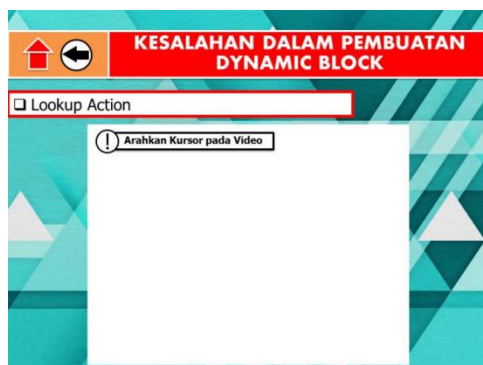 KESALAHAN DALAM PEMBUATAN
DYNAMIC BLOCK
❑ Lookup Action
! Arahkan Kursor pada Video